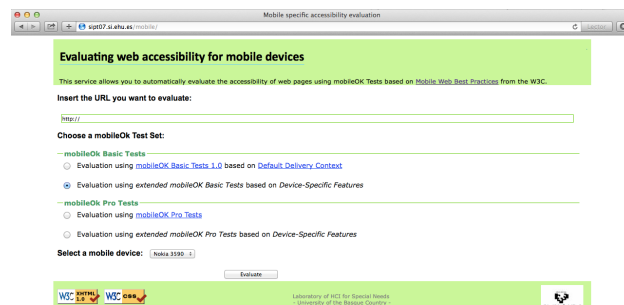 Mobile specific accessibility evaluation
sipt07.si.ehu.es/mobile/
Evaluating web accessibility for mobile devices
This service allows you to automatically evaluate the accessibility of web pages using mobileOK Tests based on Mobile Web Best Practices from the W3C.
Insert the URL you want to evaluate:
http://
Choose a mobileOk Test Set:
mobileOk Basic Tests
Evaluation using mobileOK Basic Tests 1.0 based on Default Delivery Context
Evaluation using extended mobileOK Basic Tests based on Device-Specific Features
mobileOk Pro Tests
Evaluation using mobileOK Pro Tests
Evaluation using extended mobileOK Pro Tests based on Device-Specific Features
Select a mobile device: Nokia 3590
Evaluate
W3C XHTML 1.0 W3C css
Laboratory of HCI for Special Needs
- University of the Basque Country -